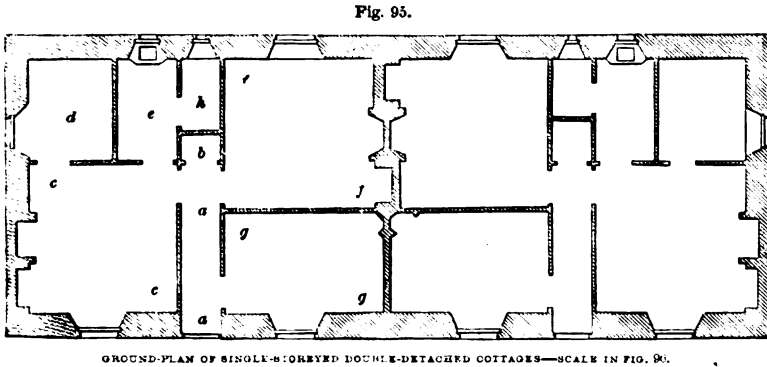 Fig. 95.
f
d e h
b
c f
a
g
c g
a
GROUND-PLAN OF SINGLE-STOREYED DOUBLE-DETACHED COTTAGES—SCALE IN FIG. 96.